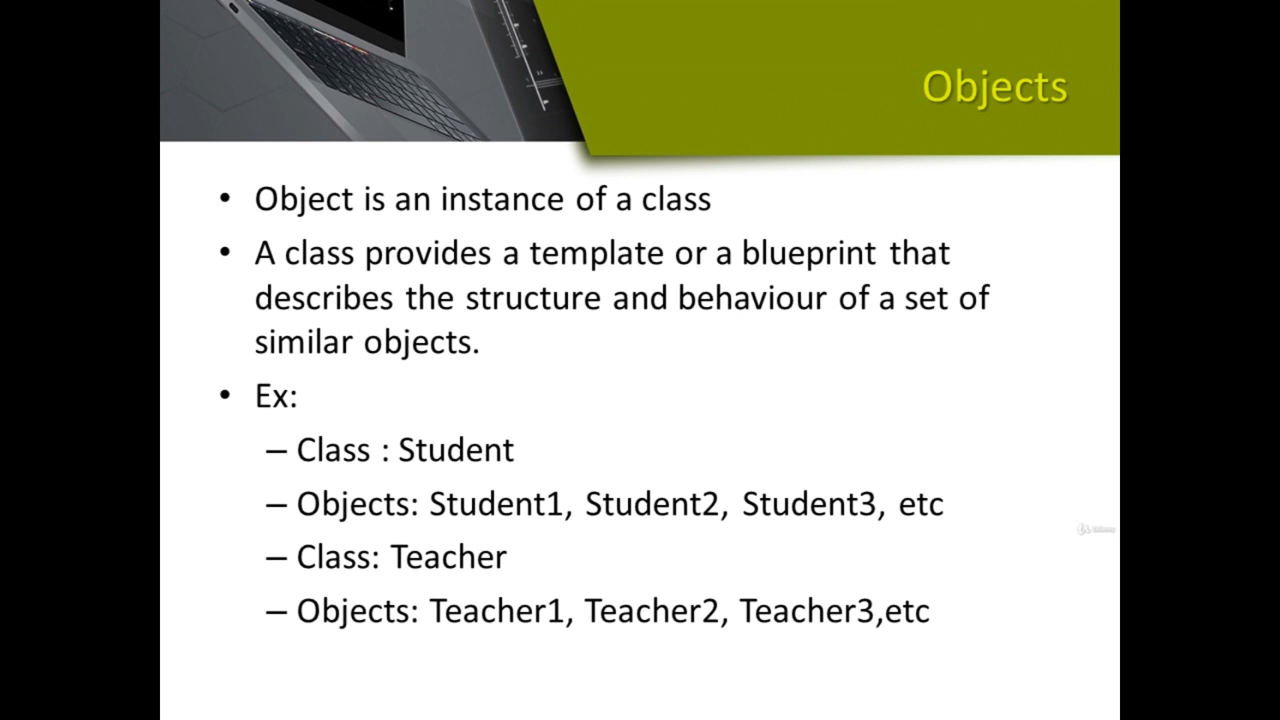 Objects
• Object is an instance of a class
• A class provides a template or a blueprint that
describes the structure and behaviour of a set of
similar objects.
• Ex:
– Class : Student
– Objects: Student1, Student2, Student3, etc
– Class: Teacher
– Objects: Teacher1, Teacher2, Teacher3,etc